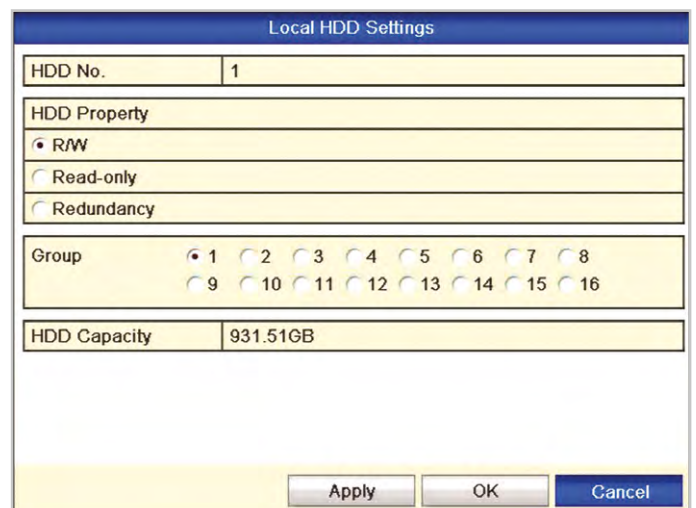 Local HDD Settings
HDD No. 1
HDD Property
R/W
Read-only
Redundancy
Group 1 2 3 4 5 6 7 8
9 10 11 12 13 14 15 16
HDD Capacity 931.51GB
Apply OK Cancel